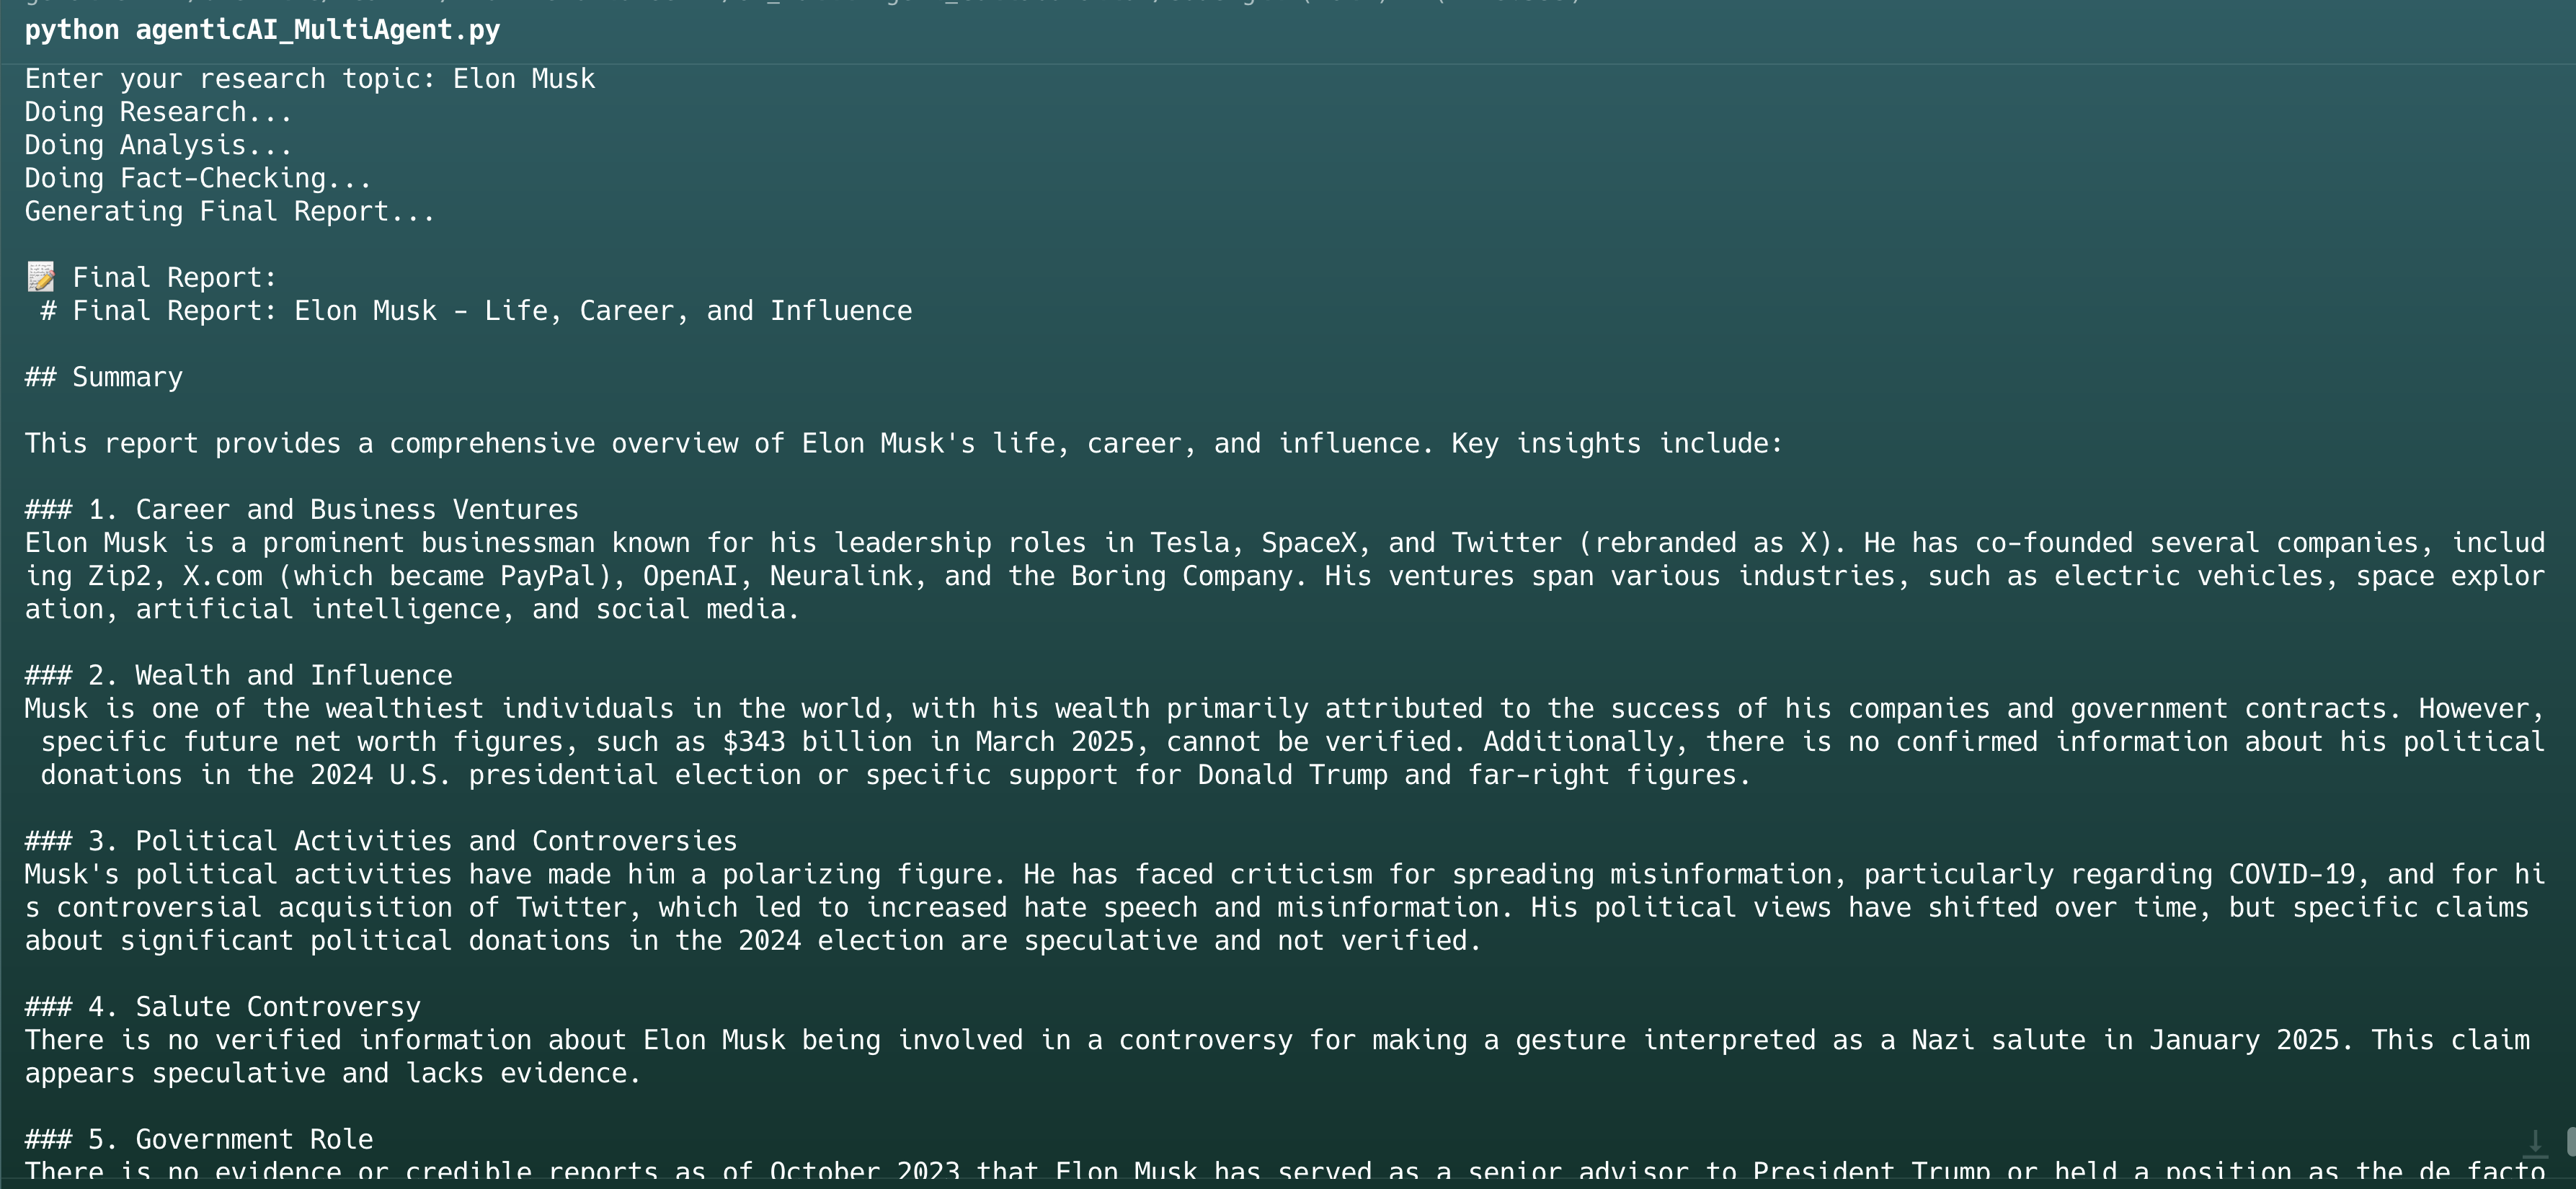 python agenticAI_MultiAgent.py
Enter your research topic: Elon Musk
Doing Research...
Doing Analysis...
Doing Fact-Checking...
Generating Final Report...
📝 Final Report:
# Final Report: Elon Musk - Life, Career, and Influence
## Summary
This report provides a comprehensive overview of Elon Musk's life, career, and influence. Key insights include:
### 1. Career and Business Ventures
Elon Musk is a prominent businessman known for his leadership roles in Tesla, SpaceX, and Twitter (rebranded as X). He has co-founded several companies, includ
ing Zip2, X.com (which became PayPal), OpenAI, Neuralink, and the Boring Company. His ventures span various industries, such as electric vehicles, space explor
ation, artificial intelligence, and social media.
### 2. Wealth and Influence
Musk is one of the wealthiest individuals in the world, with his wealth primarily attributed to the success of his companies and government contracts. However,
specific future net worth figures, such as $343 billion in March 2025, cannot be verified. Additionally, there is no confirmed information about his political
donations in the 2024 U.S. presidential election or specific support for Donald Trump and far-right figures.
### 3. Political Activities and Controversies
Musk's political activities have made him a polarizing figure. He has faced criticism for spreading misinformation, particularly regarding COVID-19, and for hi
s controversial acquisition of Twitter, which led to increased hate speech and misinformation. His political views have shifted over time, but specific claims
about significant political donations in the 2024 election are speculative and not verified.
### 4. Salute Controversy
There is no verified information about Elon Musk being involved in a controversy for making a gesture interpreted as a Nazi salute in January 2025. This claim
appears speculative and lacks evidence.
### 5. Government Role
There is no evidence or credible reports as of October 2023 that Elon Musk has served as a senior advisor to President Trump or held a position as the de facto